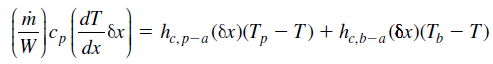 (ṁ/W) c_p (dT/dx δx) = h_{c,p−a}(δx)(T_p − T) + h_{c,b−a}(δx)(T_b − T)